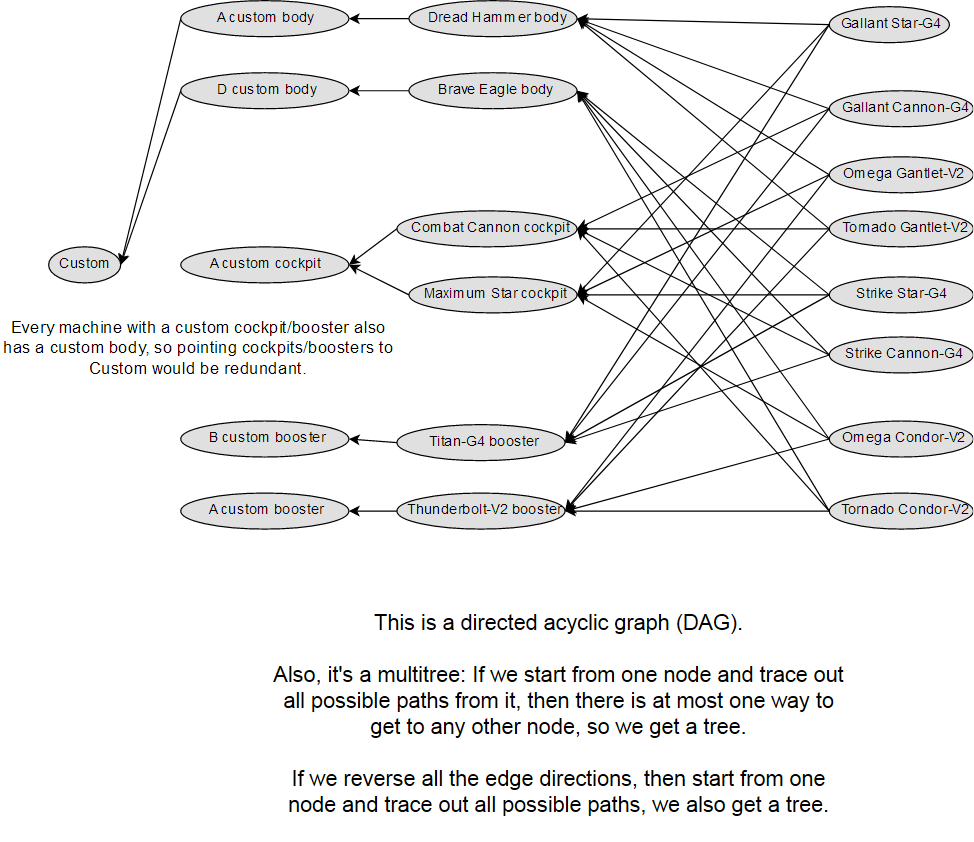 A custom body
Dread Hammer body
Gallant Star-G4
D custom body
Brave Eagle body
Gallant Cannon-G4
Omega Gantlet-V2
Combat Cannon cockpit
Tornado Gantlet-V2
Custom
A custom cockpit
Maximum Star cockpit
Strike Star-G4
Every machine with a custom cockpit/booster also
has a custom body, so pointing cockpits/boosters to
Custom would be redundant.
Strike Cannon-G4
B custom booster
Titan-G4 booster
Omega Condor-V2
A custom booster
Thunderbolt-V2 booster
Tornado Condor-V2
This is a directed acyclic graph (DAG).
Also, it's a multitree: If we start from one node and trace out
all possible paths from it, then there is at most one way to
get to any other node, so we get a tree.
If we reverse all the edge directions, then start from one
node and trace out all possible paths, we also get a tree.